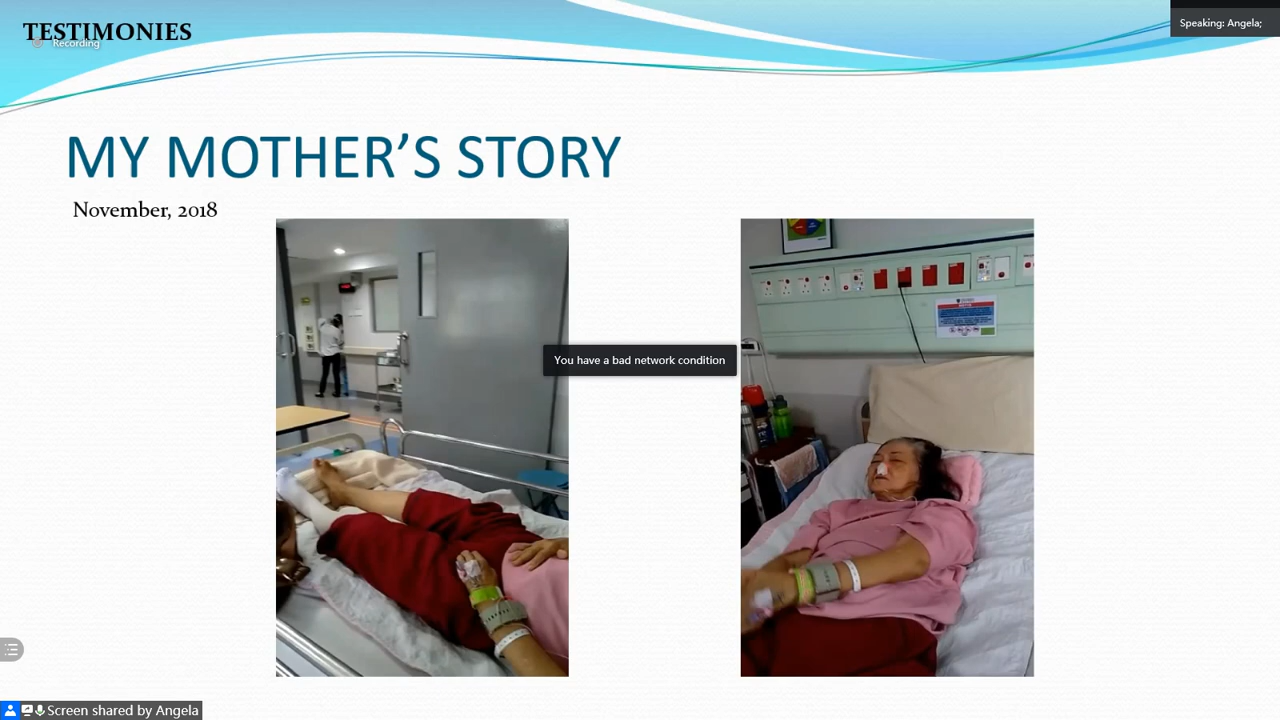 TESTIMONIES
Recording
Speaking: Angela;
MY MOTHER’S STORY
November, 2018
You have a bad network condition
Screen shared by Angela